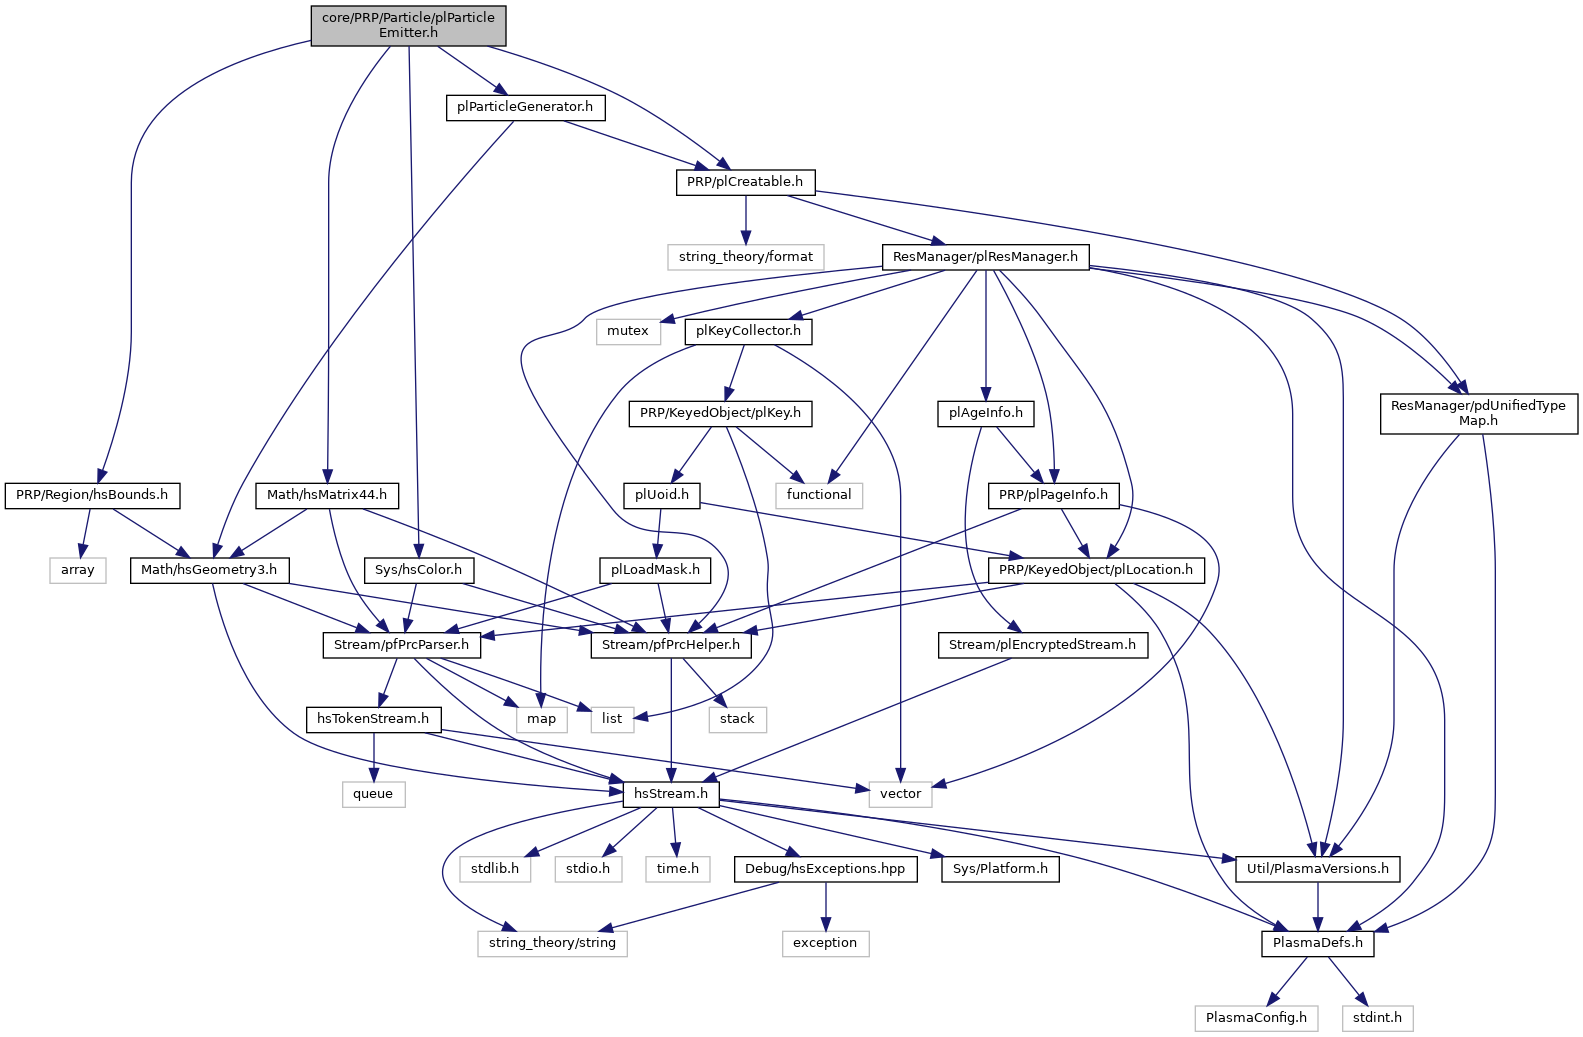 core/PRP/Particle/plParticle
Emitter.h
plParticleGenerator.h
PRP/plCreatable.h
string_theory/format
ResManager/plResManager.h
mutex
plKeyCollector.h
PRP/KeyedObject/plKey.h
plAgeInfo.h
ResManager/pdUnifiedType
Map.h
PRP/Region/hsBounds.h
Math/hsMatrix44.h
plUoid.h
functional
PRP/plPageInfo.h
array
Math/hsGeometry3.h
Sys/hsColor.h
plLoadMask.h
PRP/KeyedObject/plLocation.h
Stream/pfPrcParser.h
Stream/pfPrcHelper.h
Stream/plEncryptedStream.h
hsTokenStream.h
map
list
stack
queue
hsStream.h
vector
stdlib.h
stdio.h
time.h
Debug/hsExceptions.hpp
Sys/Platform.h
Util/PlasmaVersions.h
string_theory/string
exception
PlasmaDefs.h
PlasmaConfig.h
stdint.h